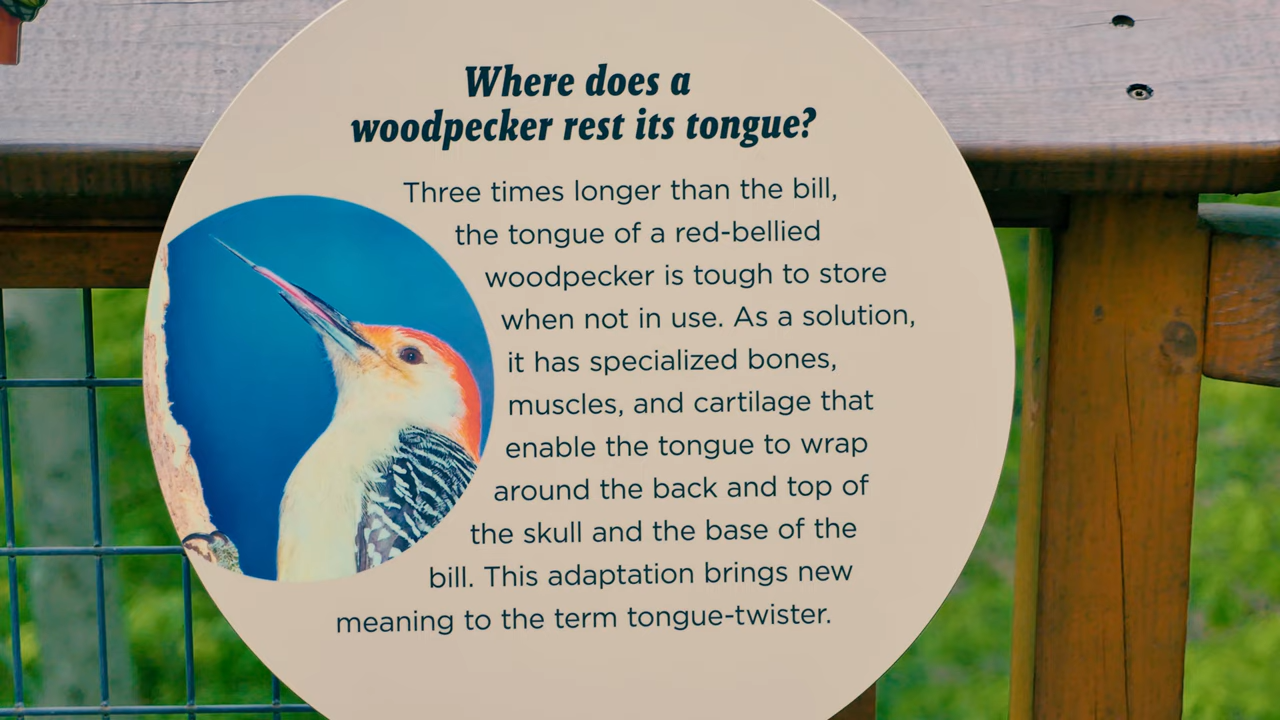 Where does a
woodpecker rest its tongue?
Three times longer than the bill,
the tongue of a red-bellied
woodpecker is tough to store
when not in use. As a solution,
it has specialized bones,
muscles, and cartilage that
enable the tongue to wrap
around the back and top of
the skull and the base of the
bill. This adaptation brings new
meaning to the term tongue-twister.